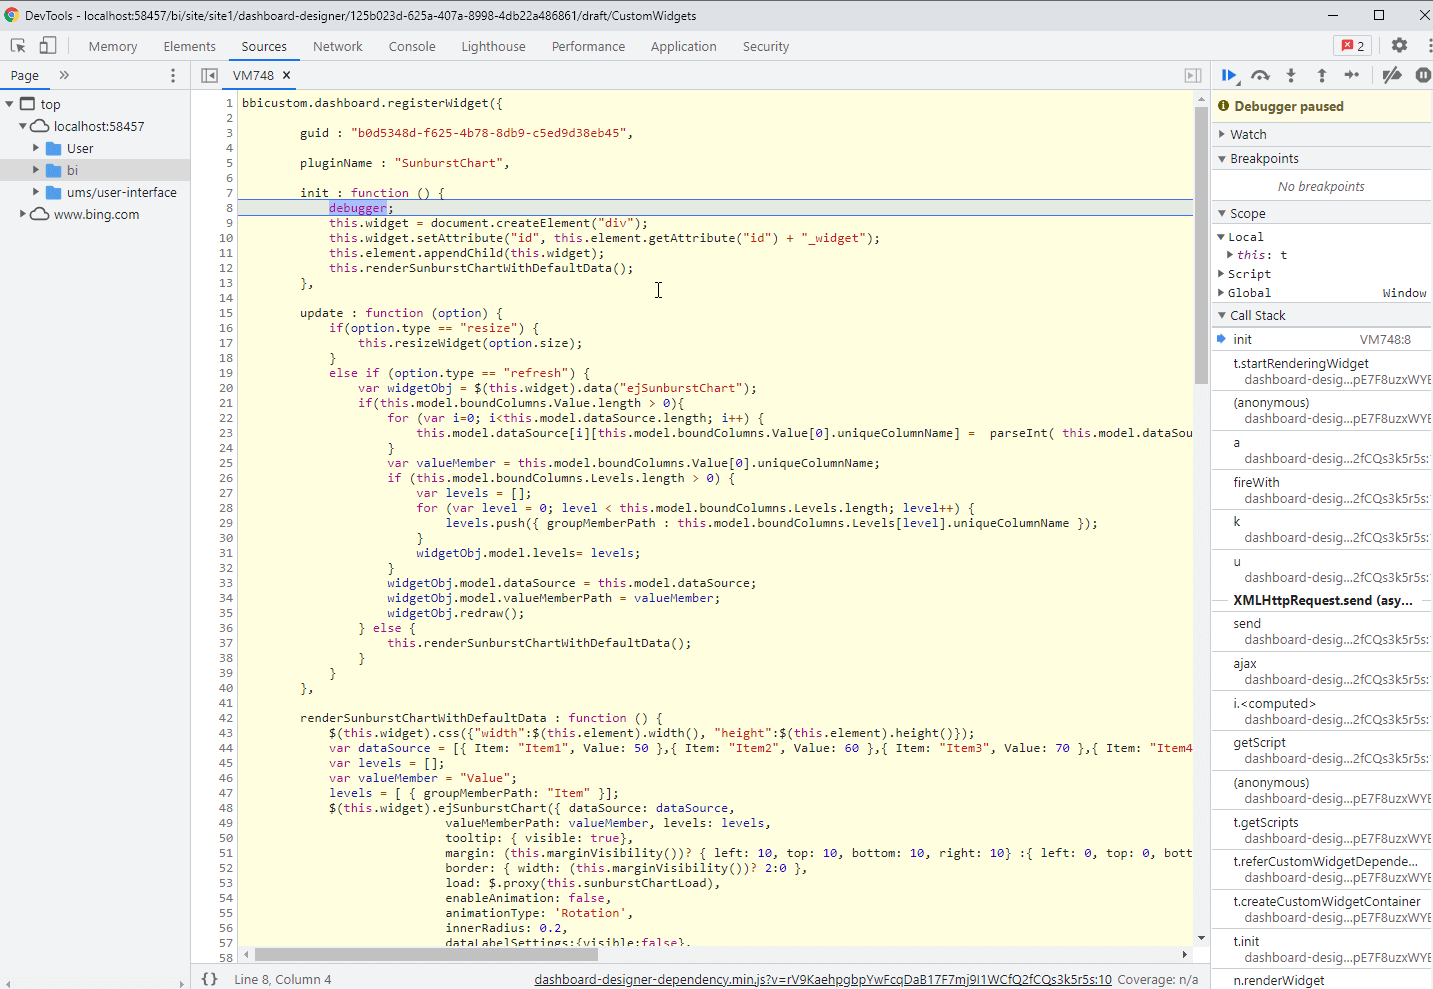 DevTools - localhost:58457/bi/site/site1/dashboard-designer/125b023d-625a-407a-8998-4db22a486861/draft/CustomWidgets
Memory Elements Sources Network Console Lighthouse Performance Application Security 2
Page » VM748 ×
top
localhost:58457
User
bi
ums/user-interface
www.bing.com
1 bbicustom.dashboard.registerWidget({
2
3 guid : "b0d5348d-f625-4b78-8db9-c5ed9d38eb45",
4
5 pluginName : "SunburstChart",
6
7 init : function () {
8 debugger;
9 this.widget = document.createElement("div");
10 this.widget.setAttribute("id", this.element.getAttribute("id") + "_widget");
11 this.element.appendChild(this.widget);
12 this.renderSunburstChartWithDefaultData();
13 },
14
15 update : function (option) {
16 if(option.type == "resize") {
17 this.resizeWidget(option.size);
18 }
19 else if (option.type == "refresh") {
20 var widgetObj = $(this.widget).data("ejSunburstChart");
21 if(this.model.boundColumns.Value.length > 0){
22 for (var i=0; i<this.model.dataSource.length; i++) {
23 this.model.dataSource[i][this.model.boundColumns.Value[0].uniqueColumnName] = parseInt( this.model.dataSou
24 }
25 var valueMember = this.model.boundColumns.Value[0].uniqueColumnName;
26 if (this.model.boundColumns.Levels.length > 0) {
27 var levels = [];
28 for (var level = 0; level < this.model.boundColumns.Levels.length; level++) {
29 levels.push({ groupMemberPath : this.model.boundColumns.Levels[level].uniqueColumnName });
30 }
31 widgetObj.model.levels= levels;
32 }
33 widgetObj.model.dataSource = this.model.dataSource;
34 widgetObj.model.valueMemberPath = valueMember;
35 widgetObj.redraw();
36 } else {
37 this.renderSunburstChartWithDefaultData();
38 }
39 }
40 },
41
42 renderSunburstChartWithDefaultData : function () {
43 $(this.widget).css({"width":$(this.element).width(), "height":$(this.element).height()});
44 var dataSource = [{ Item: "Item1", Value: 50 },{ Item: "Item2", Value: 60 },{ Item: "Item3", Value: 70 },{ Item: "Item4
45 var levels = [];
46 var valueMember = "Value";
47 levels = [ { groupMemberPath: "Item" }];
48 $(this.widget).ejSunburstChart({ dataSource: dataSource,
49 valueMemberPath: valueMember, levels: levels,
50 tooltip: { visible: true},
51 margin: (this.marginVisibility())? { left: 10, top: 10, bottom: 10, right: 10} :{ left: 0, top: 0, bott
52 border: { width: (this.marginVisibility())? 2:0 },
53 load: $.proxy(this.sunburstChartLoad),
54 enableAnimation: false,
55 animationType: 'Rotation',
56 innerRadius: 0.2,
57 dataLabelSettings:{visible:false},
58
{} Line 8, Column 4 dashboard-designer-dependency.min.js?v=rV9KaehpgbpYwFcqDaB17F7mj9I1WCfQ2fCQs3k5r5s:10 Coverage: n/a
Debugger paused
Watch
Breakpoints
No breakpoints
Scope
Local
this: t
Script
Global Window
Call Stack
init VM748:8
t.startRenderingWidget
dashboard-desig...pE7F8uzxWYE
(anonymous)
dashboard-desig...pE7F8uzxWYE
a
dashboard-desig...2fCQs3k5r5s:
fireWith
dashboard-desig...2fCQs3k5r5s:
k
dashboard-desig...2fCQs3k5r5s:
u
dashboard-desig...2fCQs3k5r5s:
XMLHttpRequest.send (asy...
send
dashboard-desig...2fCQs3k5r5s:
ajax
dashboard-desig...2fCQs3k5r5s:
i.<computed>
dashboard-desig...2fCQs3k5r5s:
getScript
dashboard-desig...2fCQs3k5r5s:
(anonymous)
dashboard-desig...pE7F8uzxWYE
t.getScripts
dashboard-desig...pE7F8uzxWYE
t.referCustomWidgetDepende...
dashboard-desig...pE7F8uzxWYE
t.createCustomWidgetContainer
dashboard-desig...pE7F8uzxWYE
t.init
dashboard-desig...pE7F8uzxWYE
n.renderWidget